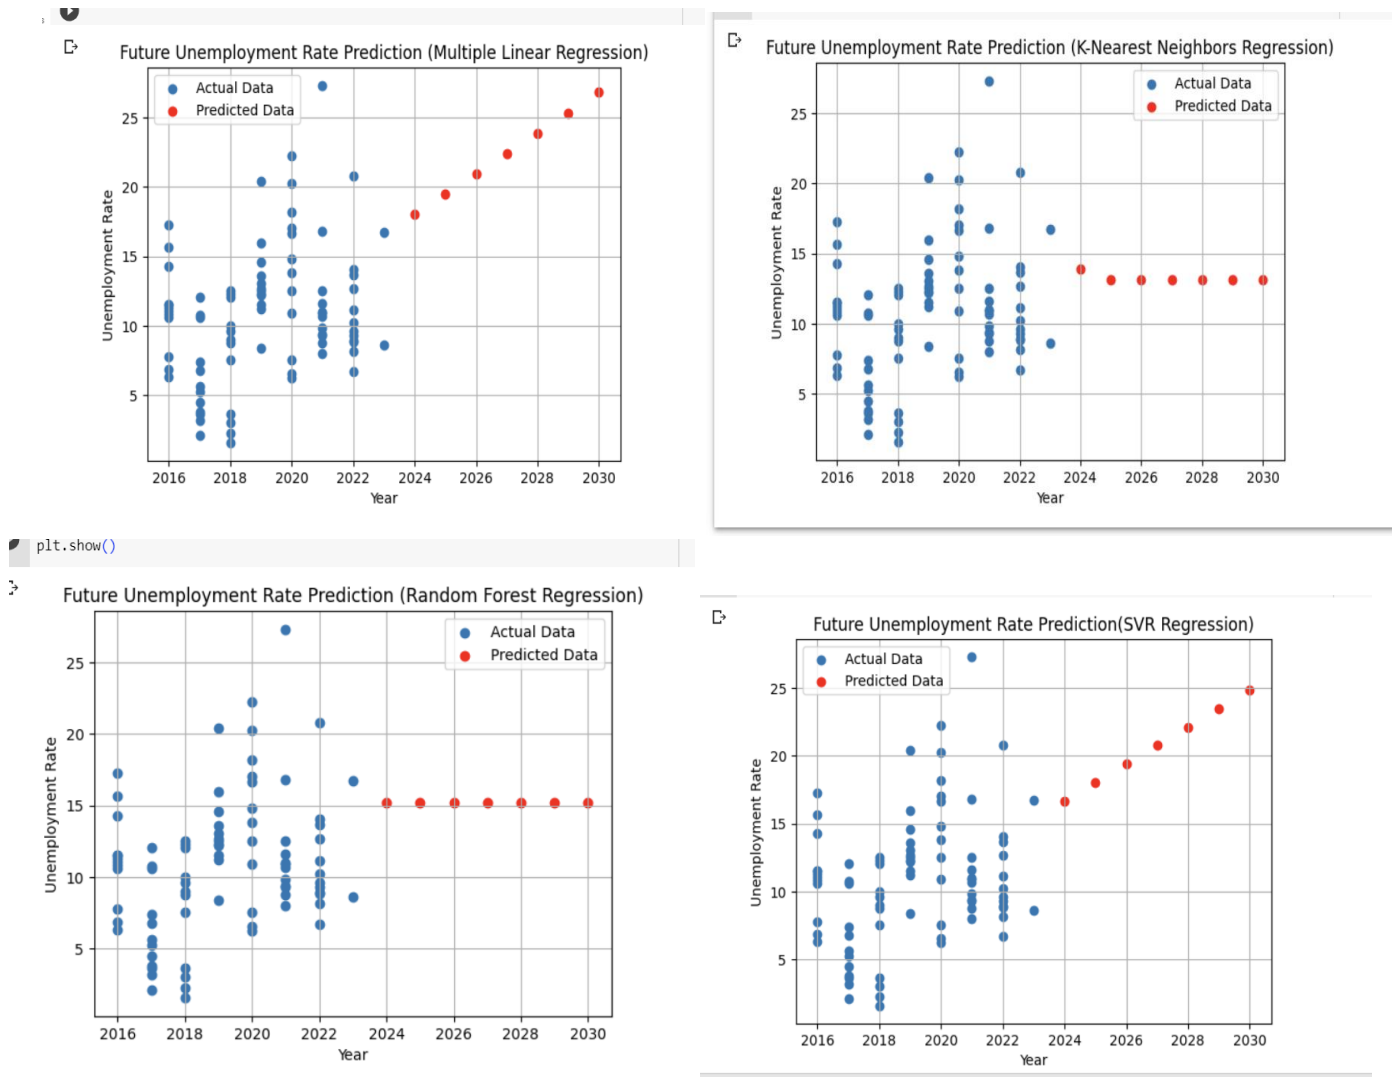 Future Unemployment Rate Prediction (Multiple Linear Regression)
Actual Data
Predicted Data
Unemployment Rate
25
20
15
10
5
2016 2018 2020 2022 2024 2026 2028 2030
Year
Future Unemployment Rate Prediction (K-Nearest Neighbors Regression)
Actual Data
Predicted Data
Unemployment Rate
25
20
15
10
5
2016 2018 2020 2022 2024 2026 2028 2030
Year
plt.show()
Future Unemployment Rate Prediction (Random Forest Regression)
Actual Data
Predicted Data
Unemployment Rate
25
20
15
10
5
2016 2018 2020 2022 2024 2026 2028 2030
Year
Future Unemployment Rate Prediction(SVR Regression)
Actual Data
Predicted Data
Unemployment Rate
25
20
15
10
5
2016 2018 2020 2022 2024 2026 2028 2030
Year